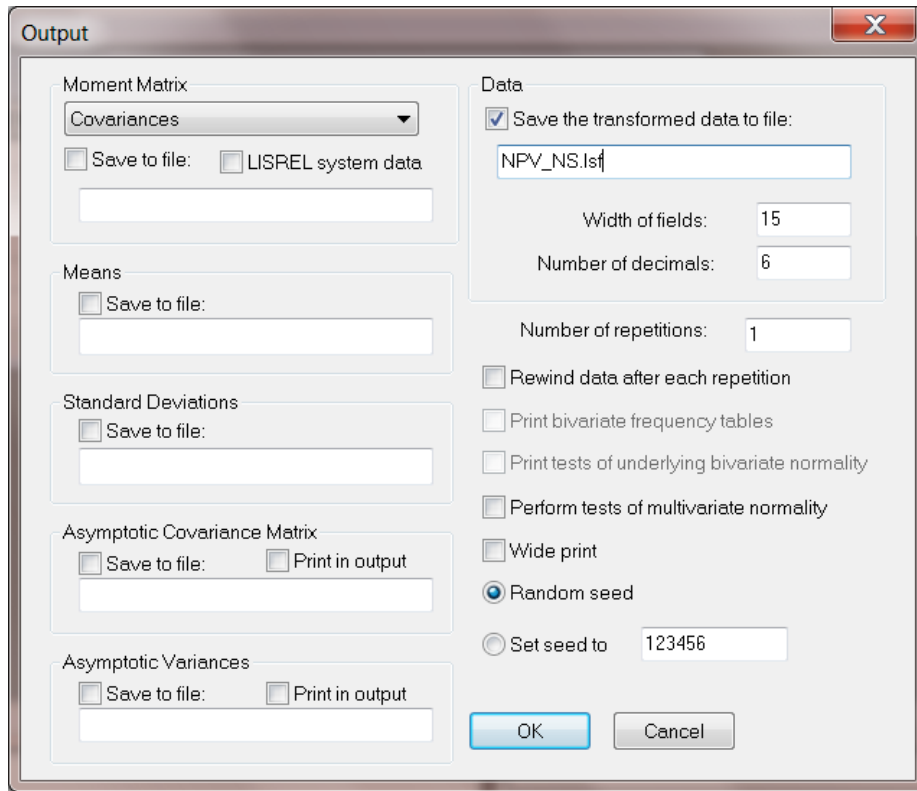 Output
Moment Matrix
Covariances
Save to file:
LISREL system data
Means
Save to file:
Standard Deviations
Save to file:
Asymptotic Covariance Matrix
Save to file:
Print in output
Asymptotic Variances
Save to file:
Print in output
Data
Save the transformed data to file:
NPV_NS.lsf
Width of fields:
15
Number of decimals:
6
Number of repetitions:
1
Rewind data after each repetition
Print bivariate frequency tables
Print tests of underlying bivariate normality
Perform tests of multivariate normality
Wide print
Random seed
Set seed to
123456
OK
Cancel